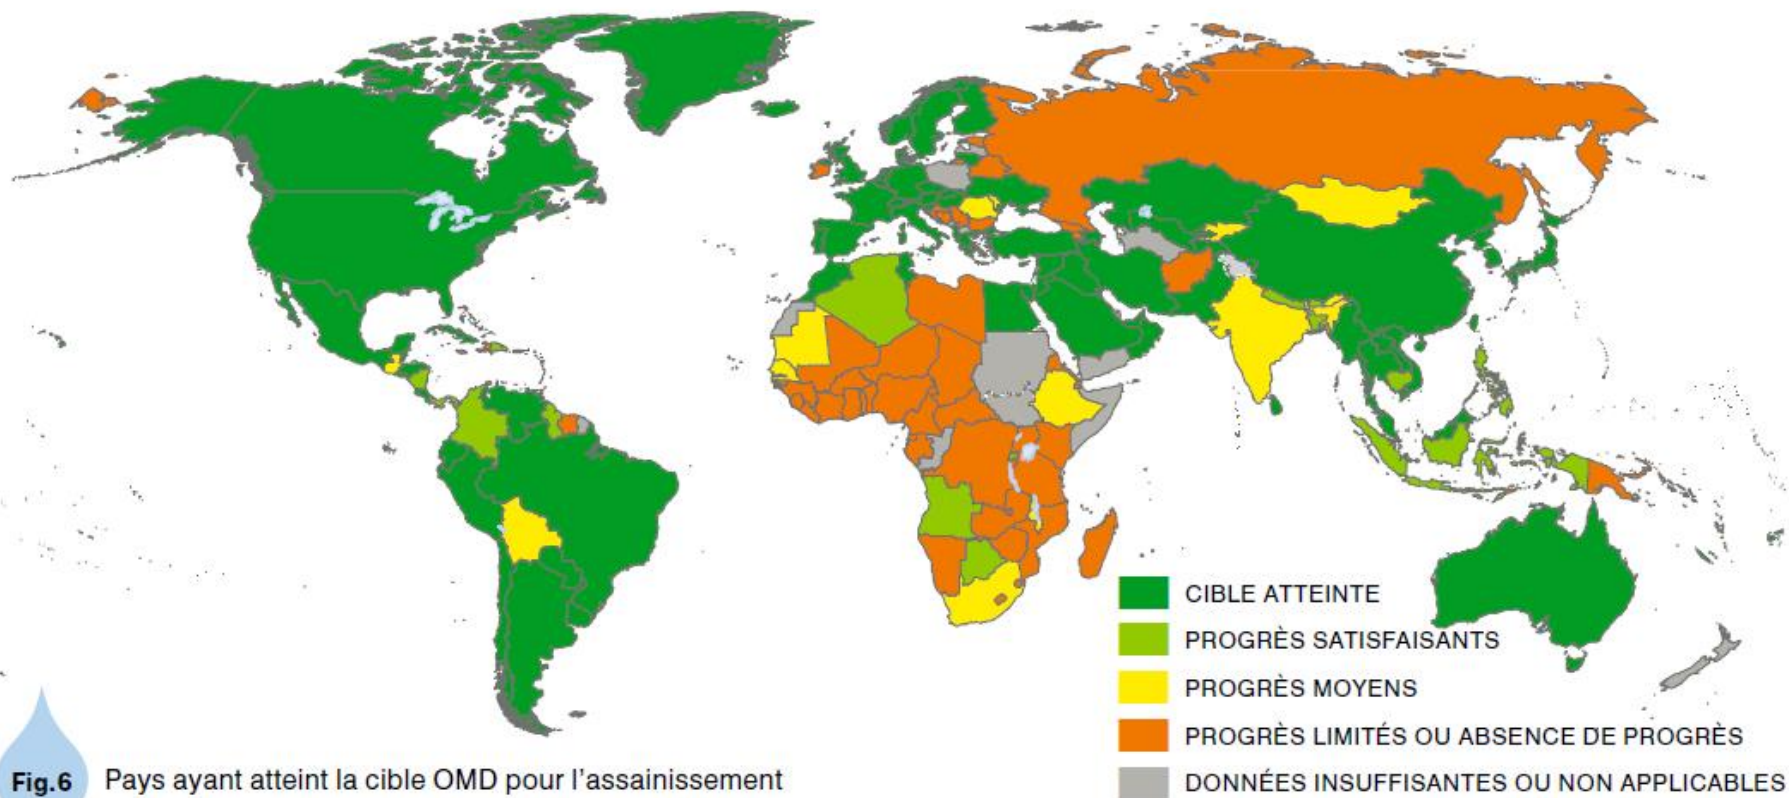 CIBLE ATTEINTE
PROGRÈS SATISFAISANTS
PROGRÈS MOYENS
PROGRÈS LIMITÉS OU ABSENCE DE PROGRÈS
DONNÉES INSUFFISANTES OU NON APPLICABLES
Fig.6 Pays ayant atteint la cible OMD pour l'assainissement